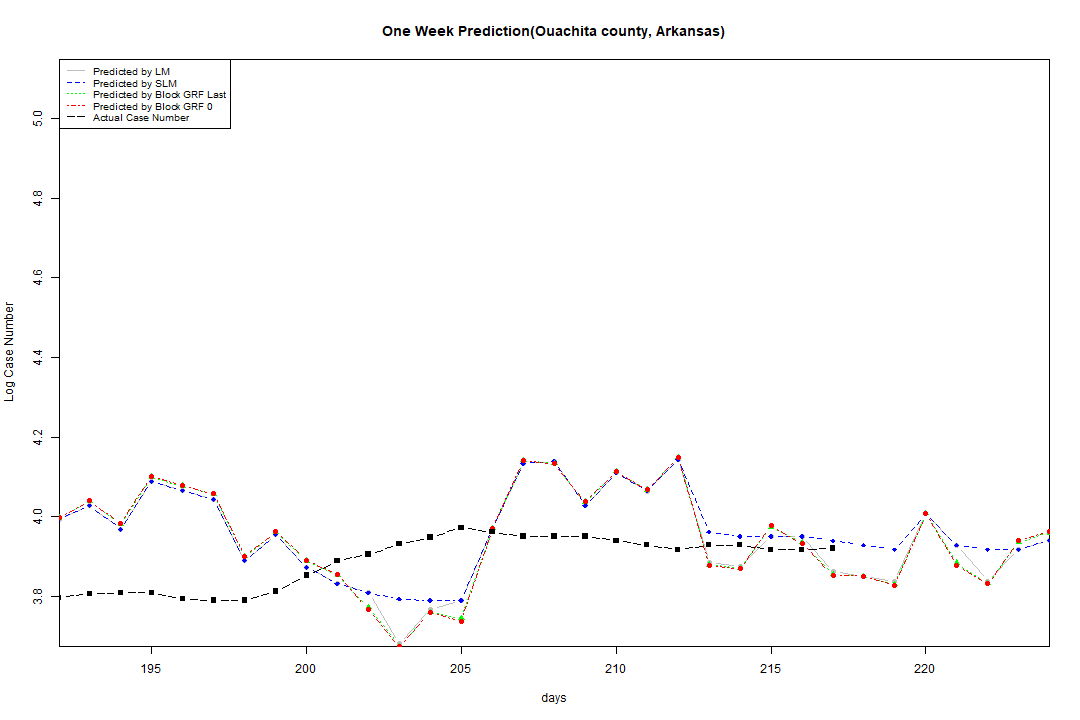 One Week Prediction(Ouachita county, Arkansas)
Predicted by LM
Predicted by SLM
Predicted by Block GRF Last
Predicted by Block GRF 0
Actual Case Number
5.0
4.8
4.6
4.4
4.2
4.0
3.8
Log Case Number
195 200 205 210 215 220
days